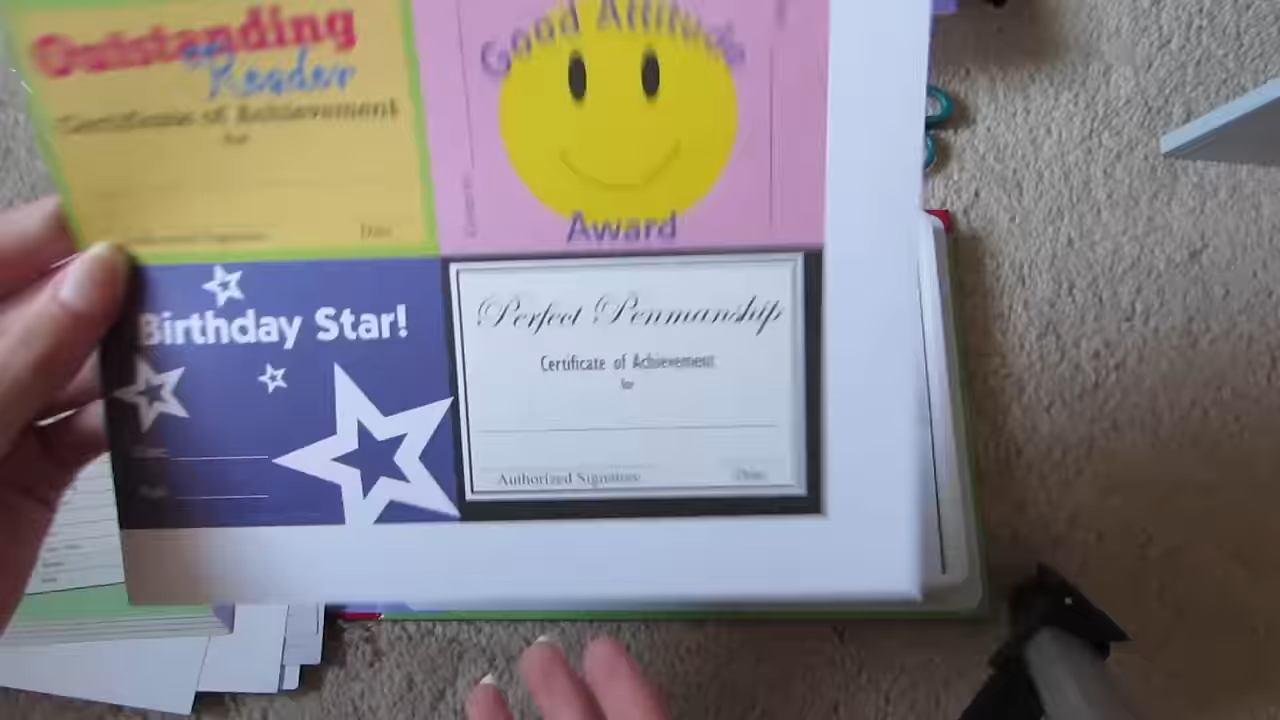 Outstanding
Reader
Certificate of Achievement
for
Date
Good Attitude
Award
Birthday Star!
Perfect Penmanship
Certificate of Achievement
for
Authorized Signature
Date